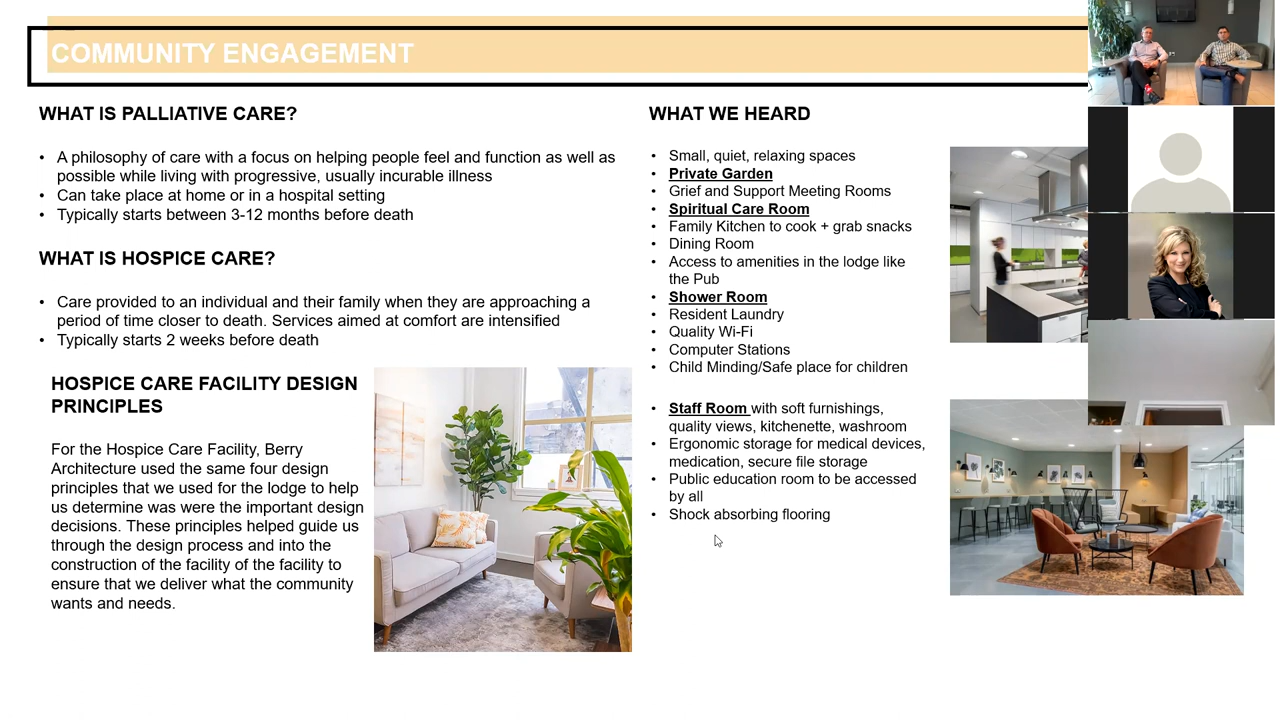 COMMUNITY ENGAGEMENT
WHAT IS PALLIATIVE CARE?
• A philosophy of care with a focus on helping people feel and function as well as
possible while living with progressive, usually incurable illness
• Can take place at home or in a hospital setting
• Typically starts between 3-12 months before death
WHAT IS HOSPICE CARE?
• Care provided to an individual and their family when they are approaching a
period of time closer to death. Services aimed at comfort are intensified
• Typically starts 2 weeks before death
HOSPICE CARE FACILITY DESIGN
PRINCIPLES
For the Hospice Care Facility, Berry
Architecture used the same four design
principles that we used for the lodge to help
us determine was were the important design
decisions. These principles helped guide us
through the design process and into the
construction of the facility of the facility to
ensure that we deliver what the community
wants and needs.
WHAT WE HEARD
• Small, quiet, relaxing spaces
• Private Garden
• Grief and Support Meeting Rooms
• Spiritual Care Room
• Family Kitchen to cook + grab snacks
• Dining Room
• Access to amenities in the lodge like
the Pub
• Shower Room
• Resident Laundry
• Quality Wi-Fi
• Computer Stations
• Child Minding/Safe place for children
• Staff Room with soft furnishings,
quality views, kitchenette, washroom
• Ergonomic storage for medical devices,
medication, secure file storage
• Public education room to be accessed
by all
• Shock absorbing flooring